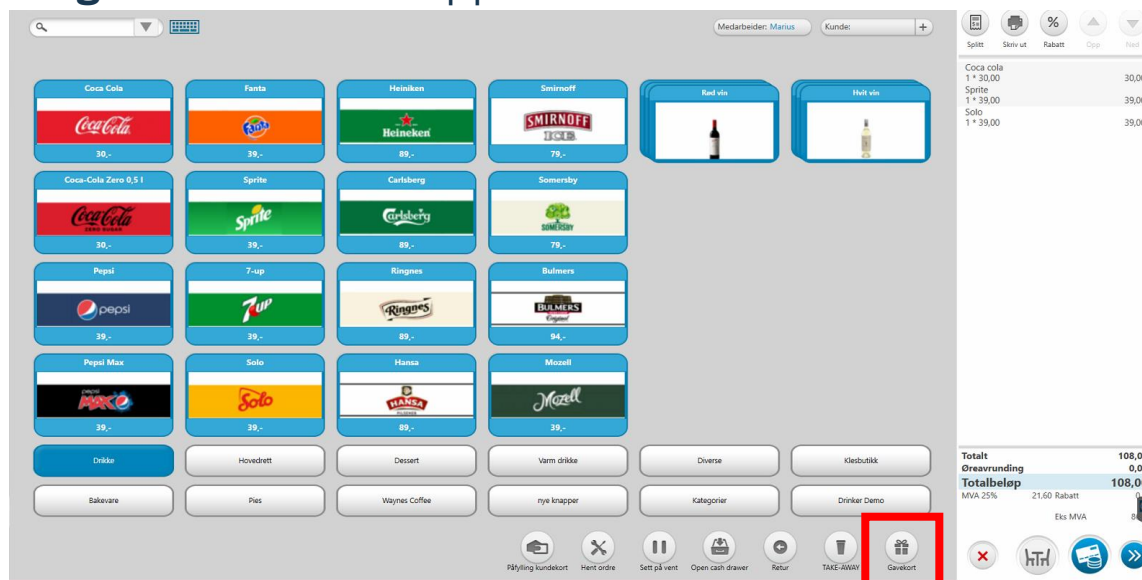 Medarbeider: Marius
Kunde:
+
Splitt
Skriv ut
Rabatt
Opp
Ned
%
Coca cola
1 * 30,00
Sprite
1 * 39,00
39,00
Solo
1 * 39,00
39,00
Coca Cola
Fanta
Heiniken
Smirnoff
Rød vin
Hvit vin
Coca-Cola
Fanta
Heineken
SMIRNOFF
ICE
30,-
39,-
89,-
79,-
Coca-Cola Zero 0,5 l
Sprite
Carlsberg
Somersby
Coca-Cola
ZERO SUGAR
Sprite
Carlsberg
SOMERSBY
30,-
39,-
89,-
79,-
Pepsi
7-up
Ringnes
Bulmers
pepsi
7UP
Ringnes
BULMERS
Original
39,-
39,-
89,-
94,-
Pepsi Max
Solo
Hansa
Mozell
pepsi
MAX
Solo
HANSA
Mozell
39,-
39,-
89,-
39,-
Drikke
Hovedrett
Dessert
Varm drikke
Diverse
Klesbutikk
Bakevare
Pies
Waynes Coffee
nye knapper
Kategorier
Drinker Demo
Totalt
Øreavrunding
Totalbeløp
MVA 25%
21,60 Rabatt
Eks MVA
Påfylling kundekort
Hent ordre
Sett på vent
Open cash drawer
Retur
TAKE-AWAY
Gavekort